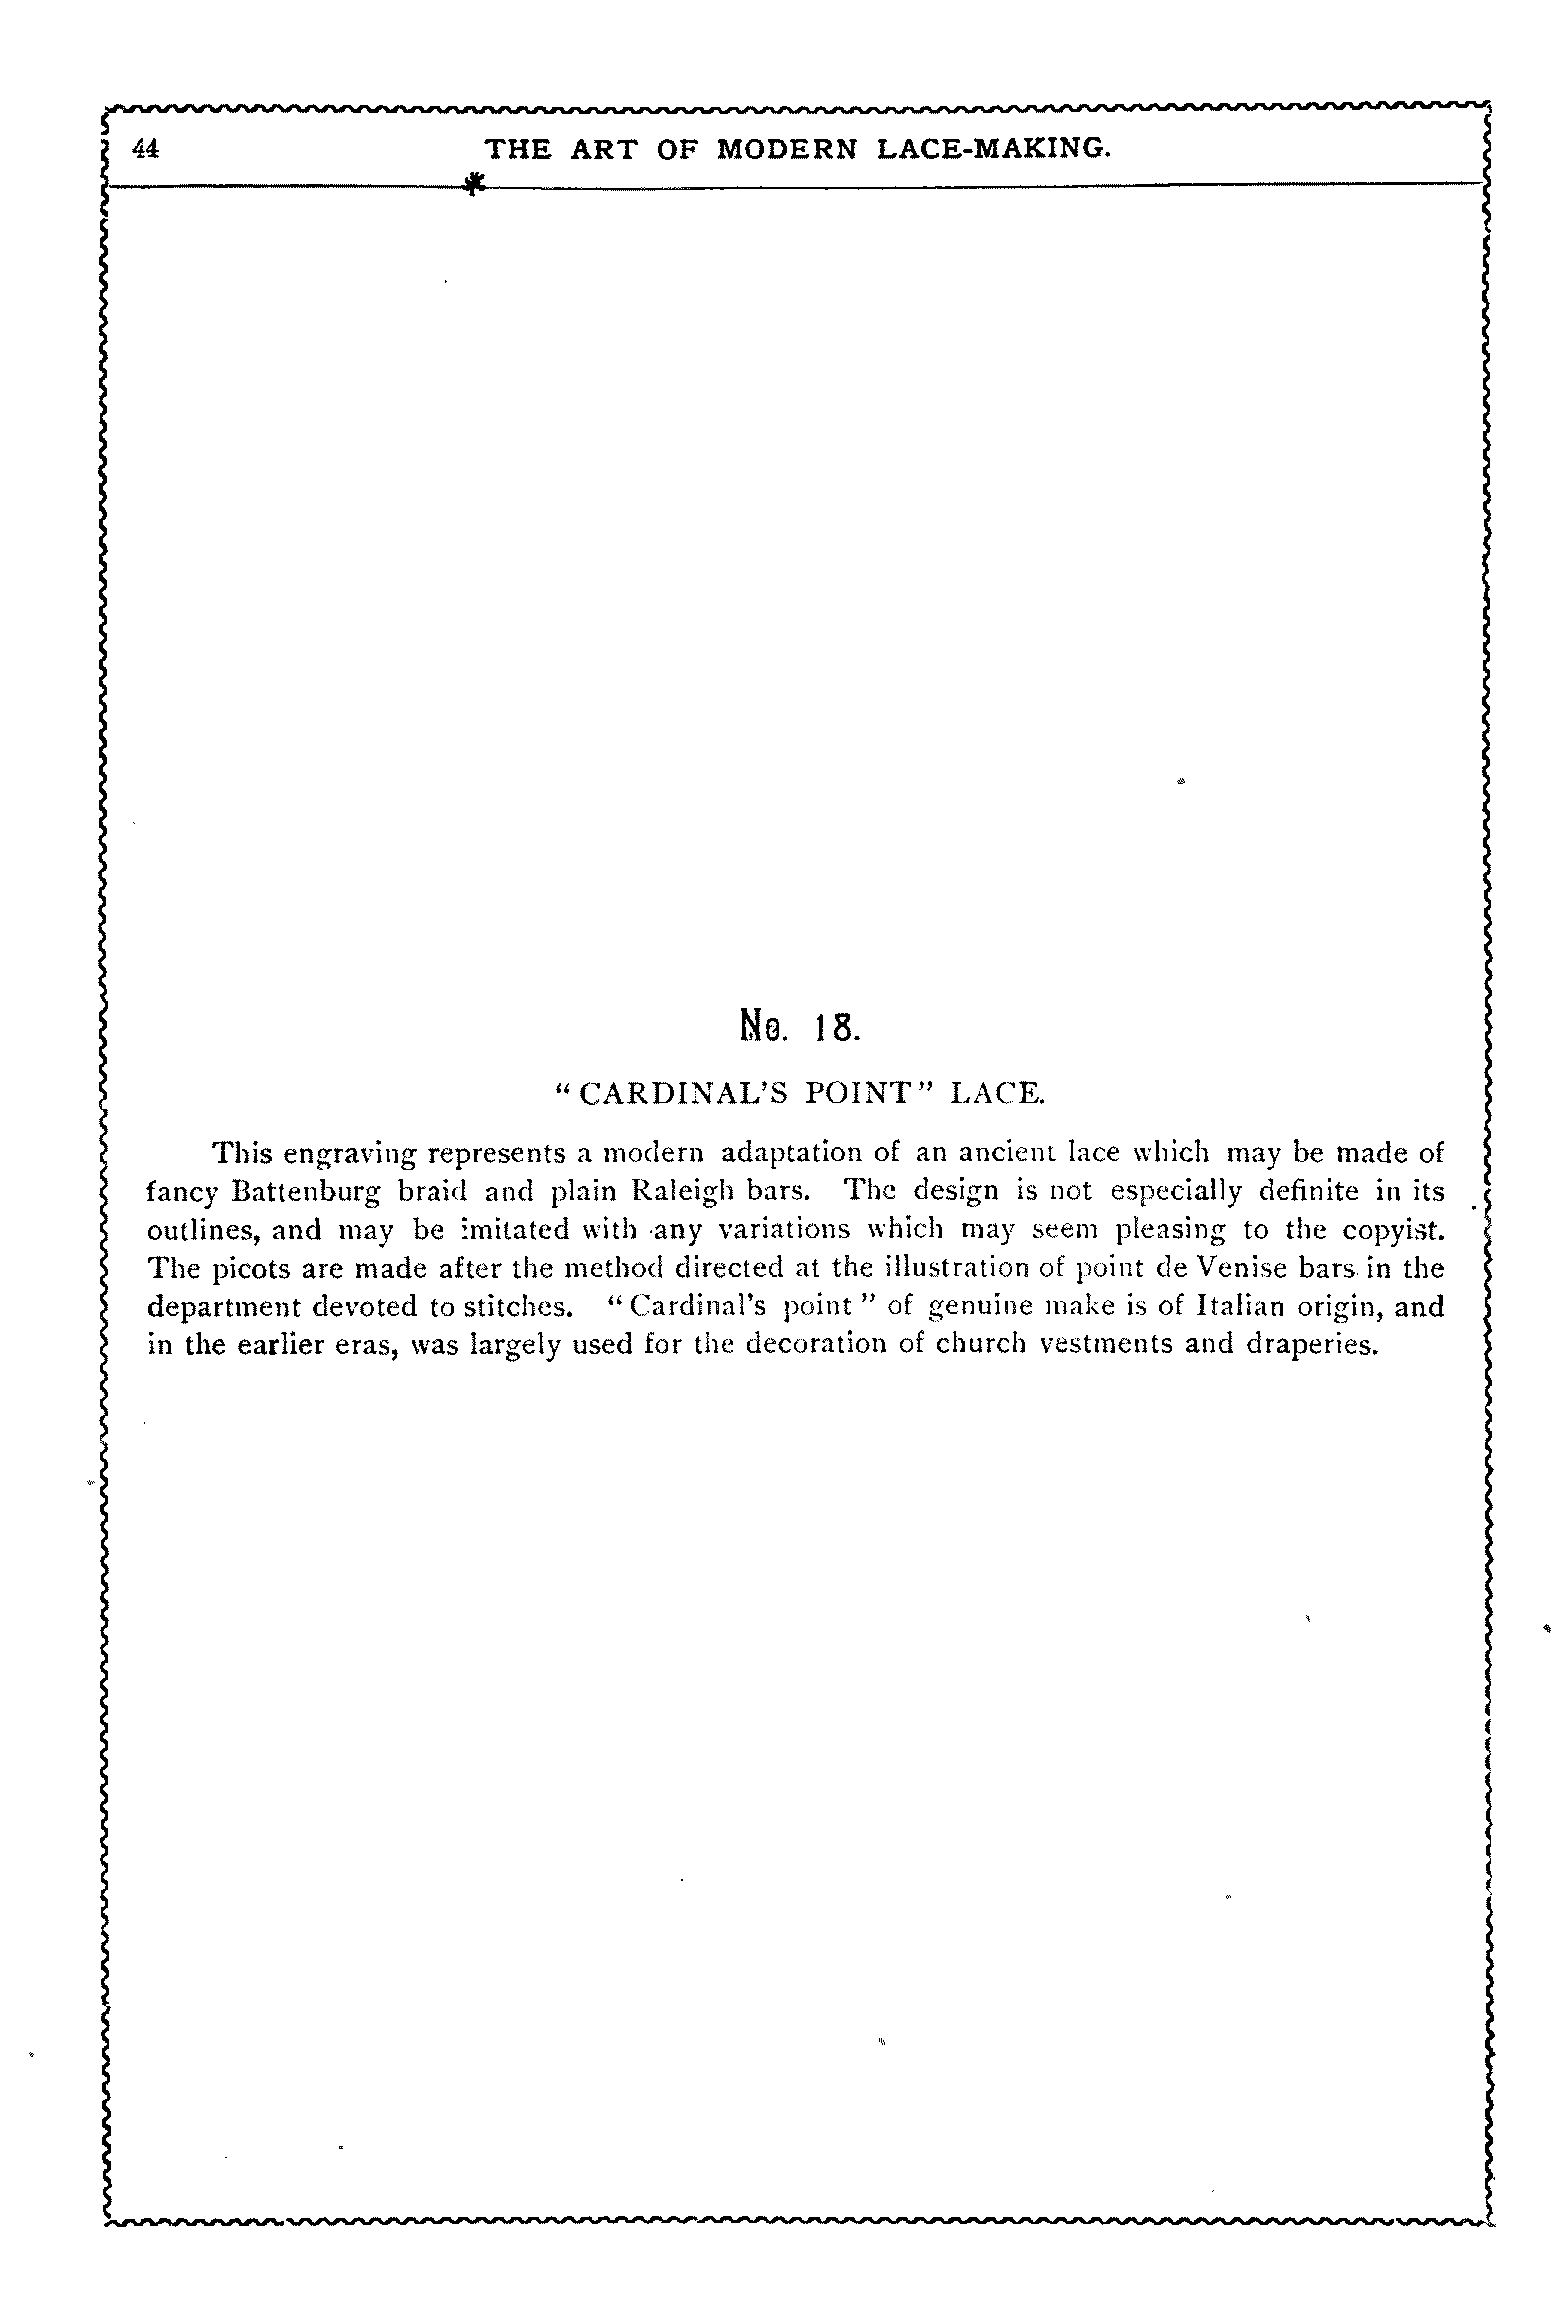 44 THE ART OF MODERN LACE-MAKING.
No. 18.
“CARDINAL’S POINT” LACE.
This engraving represents a modern adaptation of an ancient lace which may be made of
fancy Battenburg braid and plain Raleigh bars. The design is not especially definite in its
outlines, and may be imitated with any variations which may seem pleasing to the copyist.
The picots are made after the method directed at the illustration of point de Venise bars in the
department devoted to stitches. “Cardinal’s point” of genuine make is of Italian origin, and
in the earlier eras, was largely used for the decoration of church vestments and draperies.